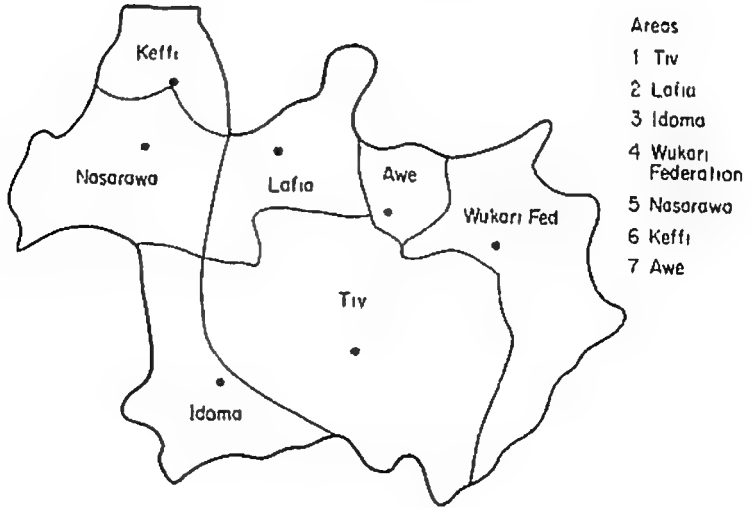 Keffi
Nasarawa
Lafia
Awe
Wukari Fed
Tiv
Idoma
Areas
1 Tiv
2 Lafia
3 Idoma
4 Wukari
Federation
5 Nasarawa
6 Keffi
7 Awe